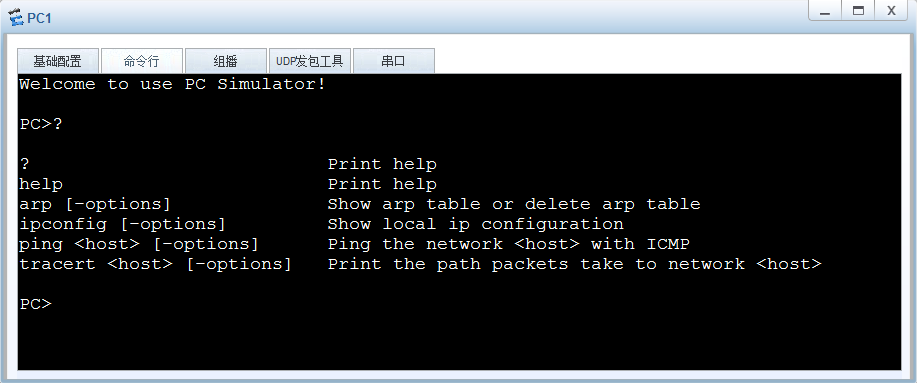 PC1
基础配置 命令行 组播 UDP发包工具 串口
Welcome to use PC Simulator!
PC>?
? Print help
help Print help
arp [-options] Show arp table or delete arp table
ipconfig [-options] Show local ip configuration
ping <host> [-options] Ping the network <host> with ICMP
tracert <host> [-options] Print the path packets take to network <host>
PC>